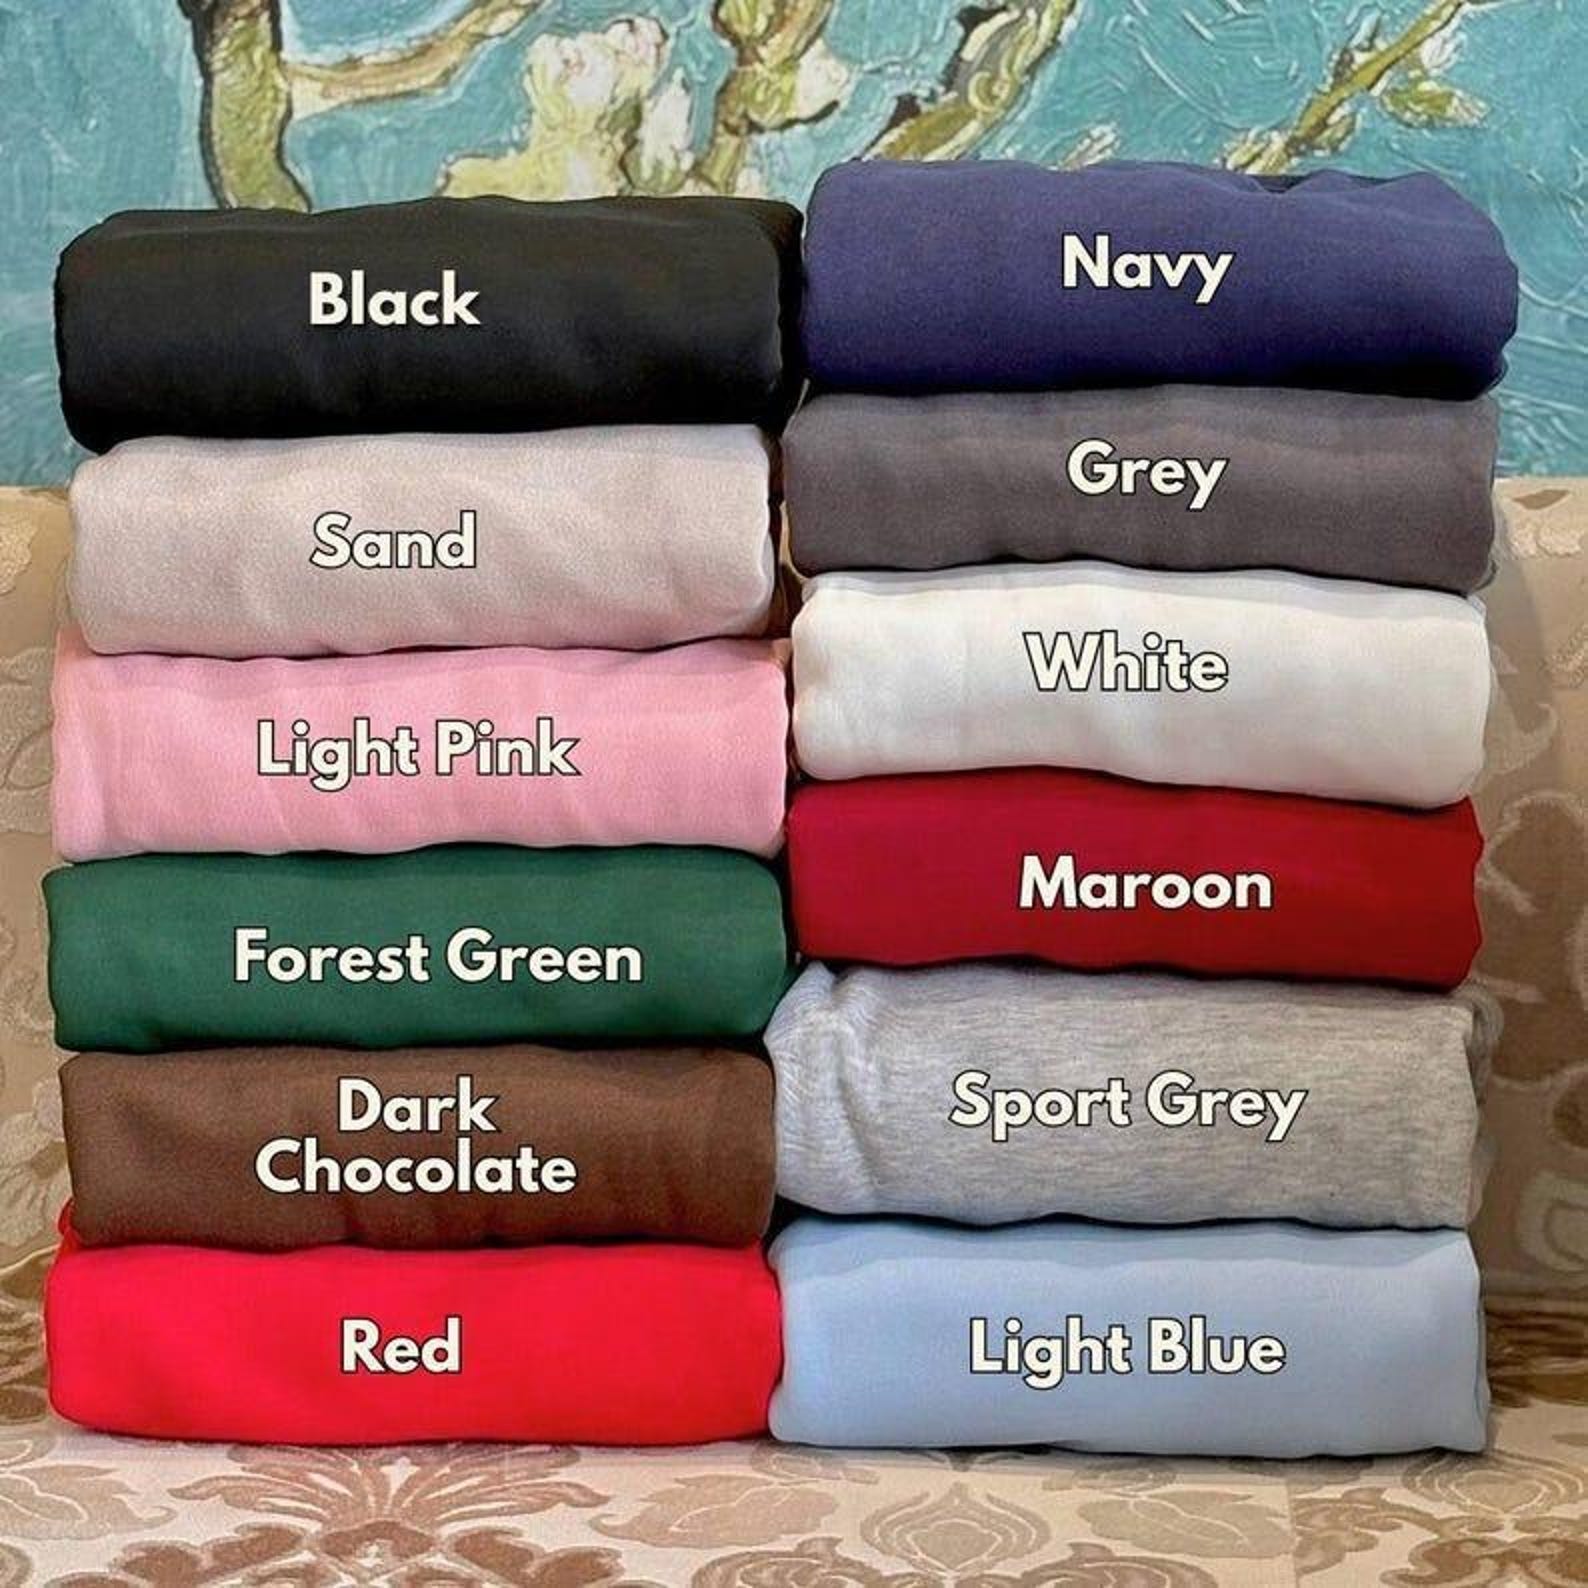 Black
Sand
Light Pink
Forest Green
Dark
Chocolate
Red
Navy
Grey
White
Maroon
Sport Grey
Light Blue